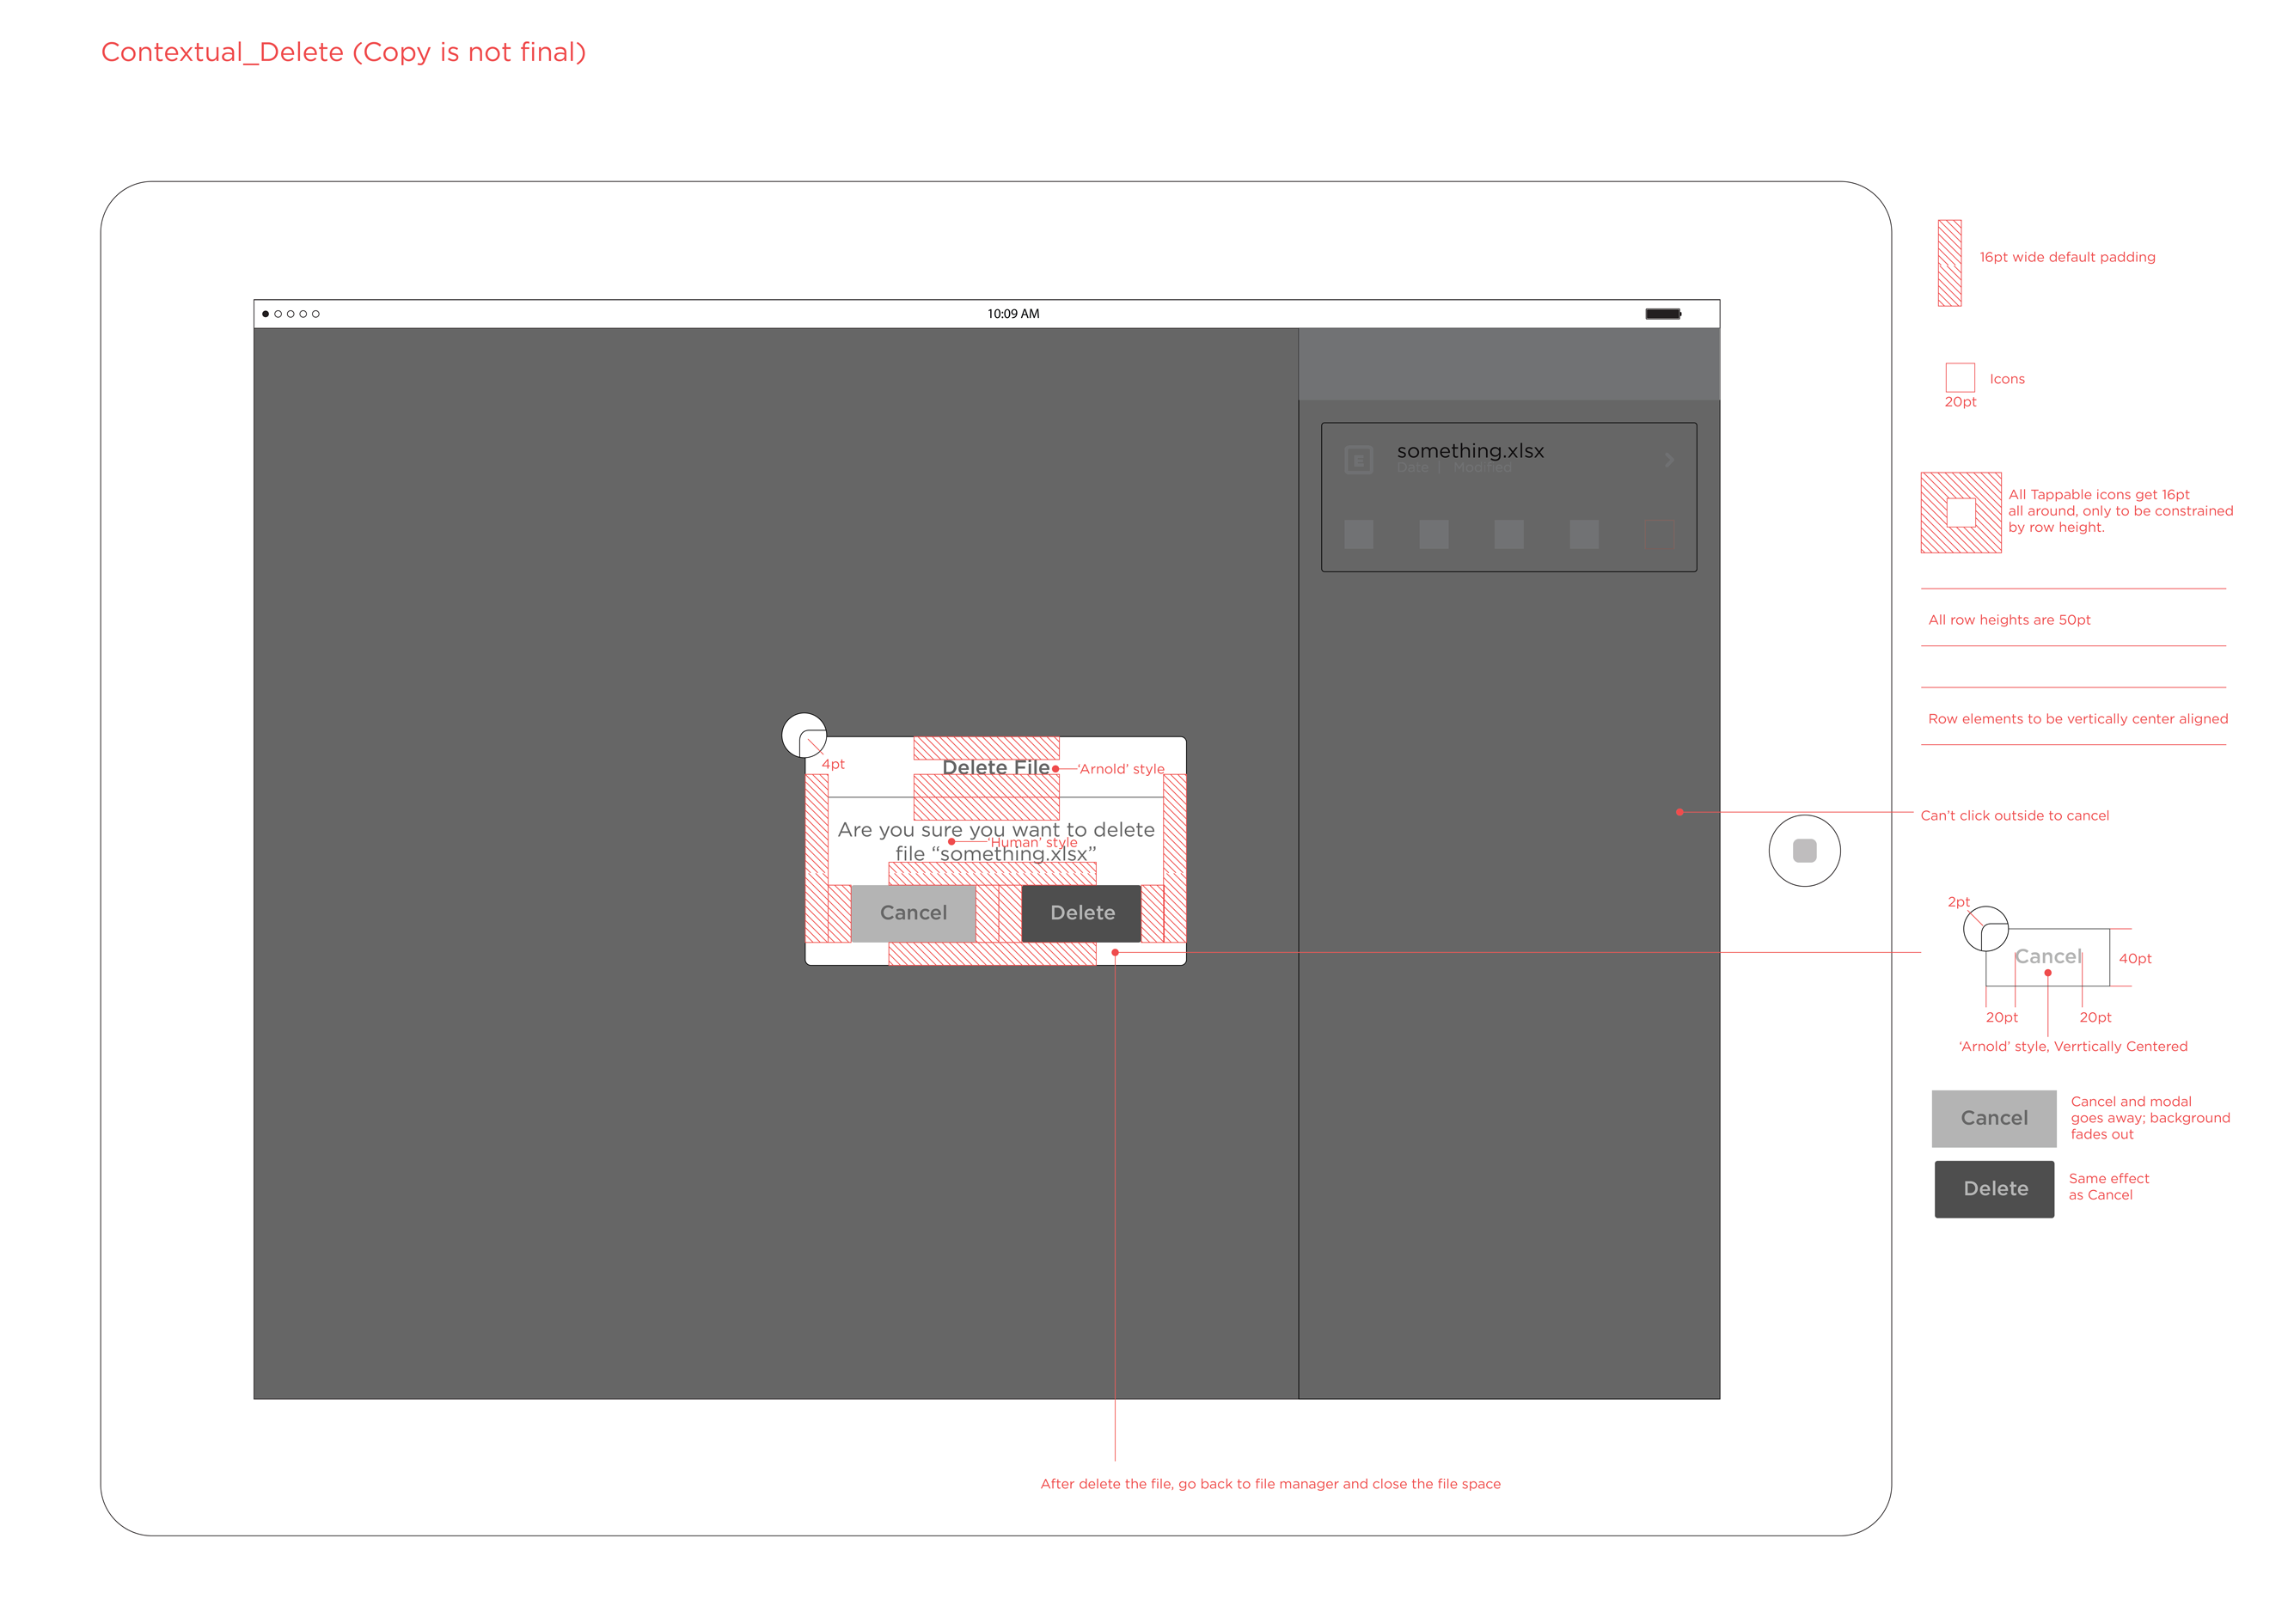 Contextual_Delete (Copy is not final)
16pt wide default padding
10:09 AM
Icons
20pt
E
something.xlsx
Date | Modified
All Tappable icons get 16pt
all around, only to be constrained
by row height.
All row heights are 50pt
Row elements to be vertically center aligned
4pt
Delete File
‘Arnold’ style
Can’t click outside to cancel
Are you sure you want to delete
‘Human’ style
file “something.xlsx”
Cancel
Delete
2pt
Cancel
40pt
20pt
20pt
‘Arnold’ style, Verrtically Centered
Cancel
Cancel and modal
goes away; background
fades out
Delete
Same effect
as Cancel
After delete the file, go back to file manager and close the file space